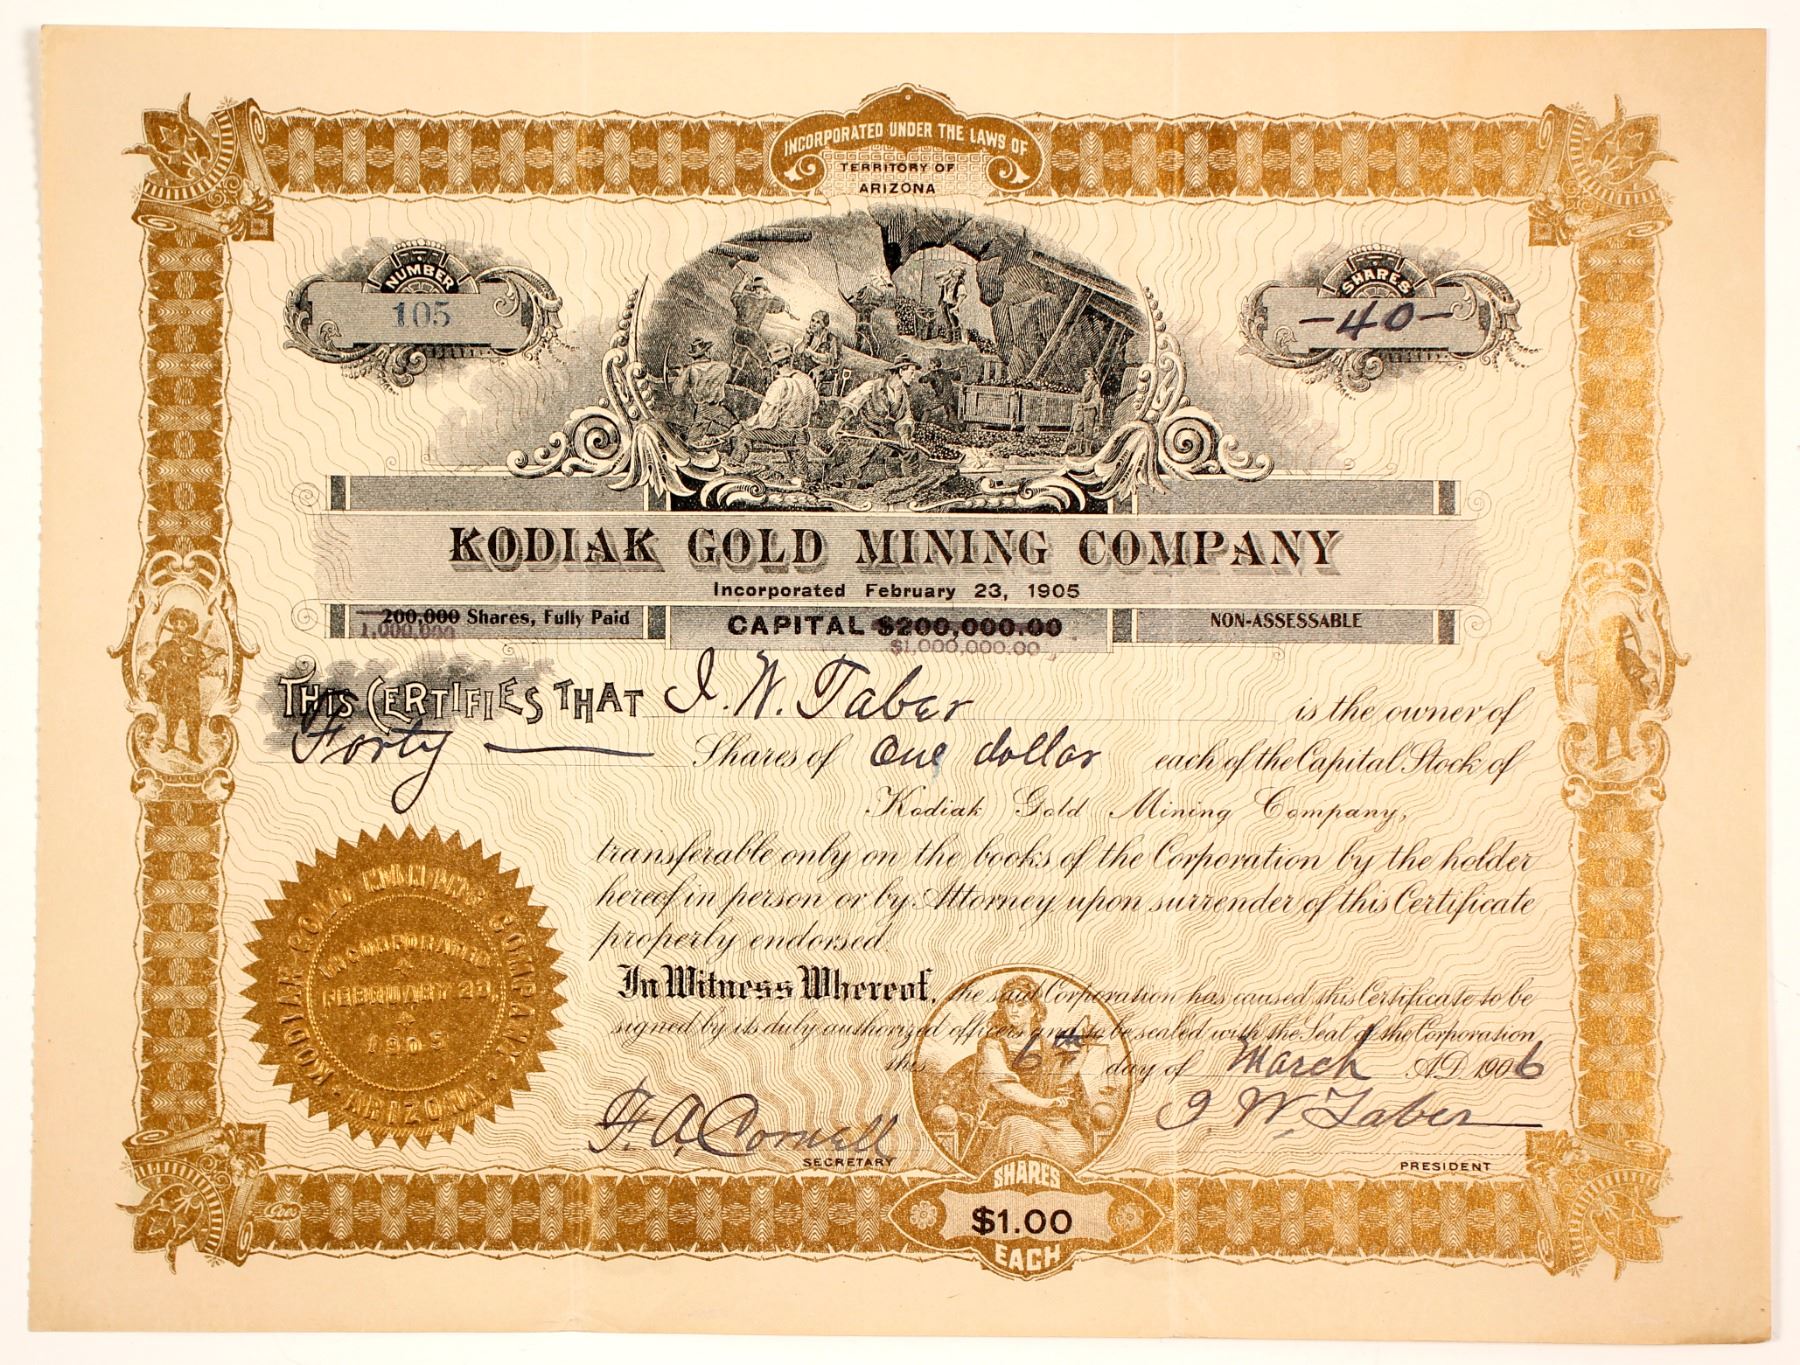 INCORPORATED UNDER THE LAWS OF
TERRITORY OF
ARIZONA
NUMBER
105
SHARES
-40-
KODIAK GOLD MINING COMPANY
Incorporated February 23, 1905
200,000 Shares, Fully Paid
1,000,000
CAPITAL $200,000.00
$1,000,000.00
NON-ASSESSABLE
THIS CERTIFIES THAT I. W. Taber is the owner of
Forty Shares of One dollar each of the Capital Stock of
Kodiak Gold Mining Company,
transferable only on the books of the Corporation by the holder
hereof in person or by Attorney upon surrender of this Certificate
properly endorsed.
In Witness Whereof, the said Corporation has caused this Certificate to be
signed by its duly authorized officers and to be sealed with the Seal of the Corporation
this 6th day of March A.D. 1906
KODIAK GOLD MINING COMPANY
INCORPORATED
FEBRUARY 23,
1905
ARIZONA
F. A. Cornell
SECRETARY
I. W. Taber
PRESIDENT
SHARES
$1.00
EACH
Goes